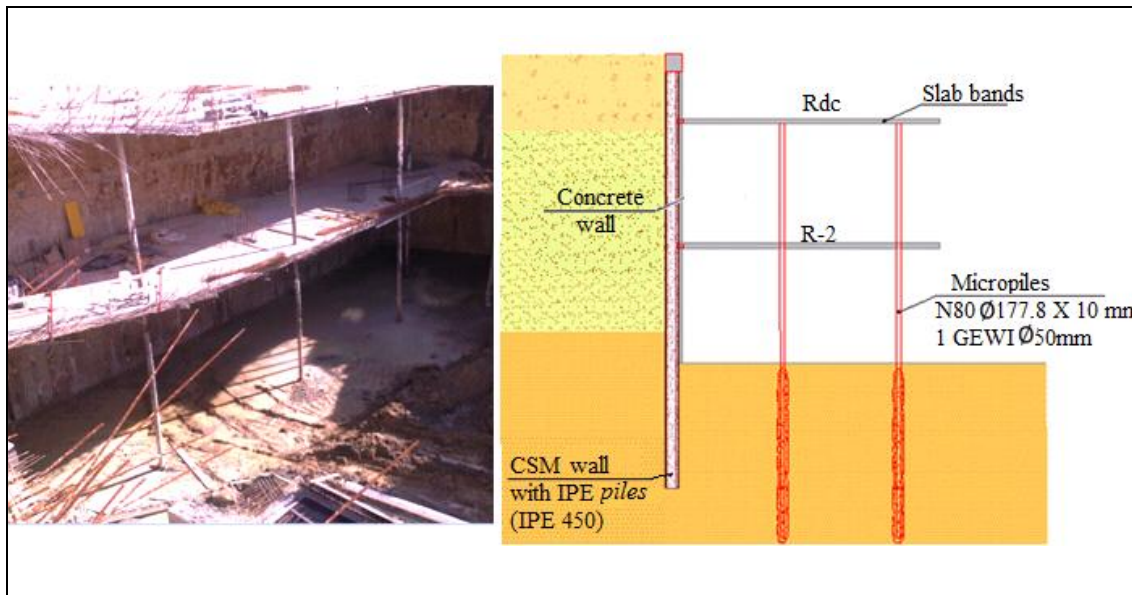 Slab bands
Rdc
Concrete
wall
R-2
Micropiles
N80 Ø177.8 X 10 mm
1 GEWI Ø50mm
CSM wall
with IPE piles
(IPE 450)